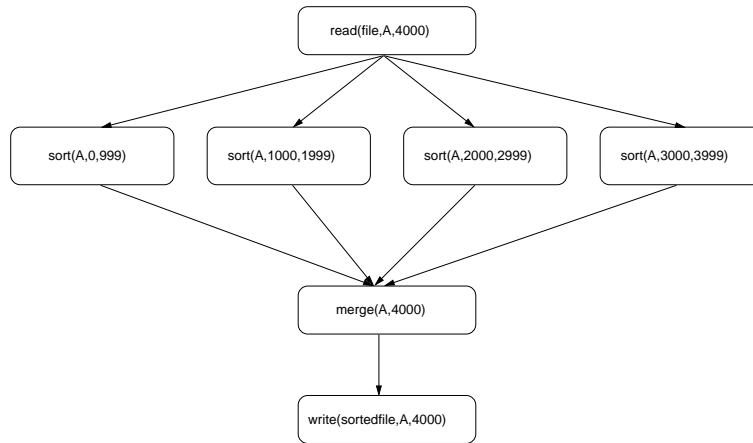 read(file,A,4000)
sort(A,0,999)
sort(A,1000,1999)
sort(A,2000,2999)
sort(A,3000,3999)
merge(A,4000)
write(sortedfile,A,4000)